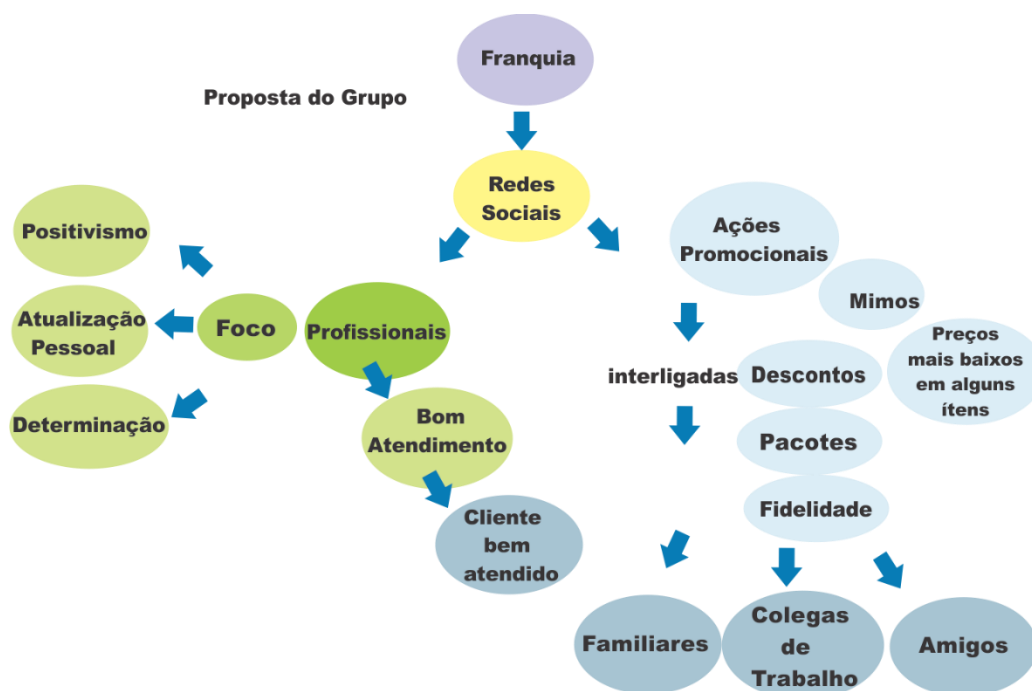 Franquia
Proposta do Grupo
Redes
Sociais
Positivismo
Atualização
Pessoal
Determinação
Foco
Profissionais
Bom
Atendimento
Cliente
bem
atendido
Ações
Promocionais
Mimos
Preços
mais baixos
em alguns
ítens
interligadas
Descontos
Pacotes
Fidelidade
Familiares
Colegas
de
Trabalho
Amigos